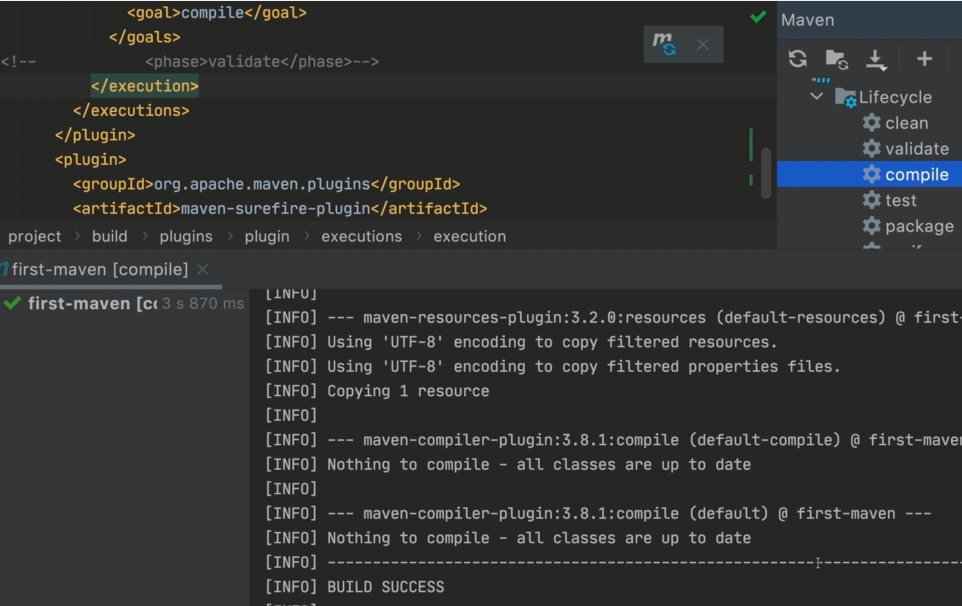 <goal>compile</goal>
</goals>
<!--            <phase>validate</phase>-->
</execution>
</executions>
</plugin>
<plugin>
<groupId>org.apache.maven.plugins</groupId>
<artifactId>maven-surefire-plugin</artifactId>
project > build > plugins > plugin > executions > execution
Maven
Lifecycle
clean
validate
compile
test
package
first-maven [compile]
first-maven [co 3 s 870 ms
[INFO]
[INFO] --- maven-resources-plugin:3.2.0:resources (default-resources) @ first-
[INFO] Using 'UTF-8' encoding to copy filtered resources.
[INFO] Using 'UTF-8' encoding to copy filtered properties files.
[INFO] Copying 1 resource
[INFO]
[INFO] --- maven-compiler-plugin:3.8.1:compile (default-compile) @ first-maven
[INFO] Nothing to compile - all classes are up to date
[INFO]
[INFO] --- maven-compiler-plugin:3.8.1:compile (default) @ first-maven ---
[INFO] Nothing to compile - all classes are up to date
[INFO] ------------------------------------------------------------------------
[INFO] BUILD SUCCESS